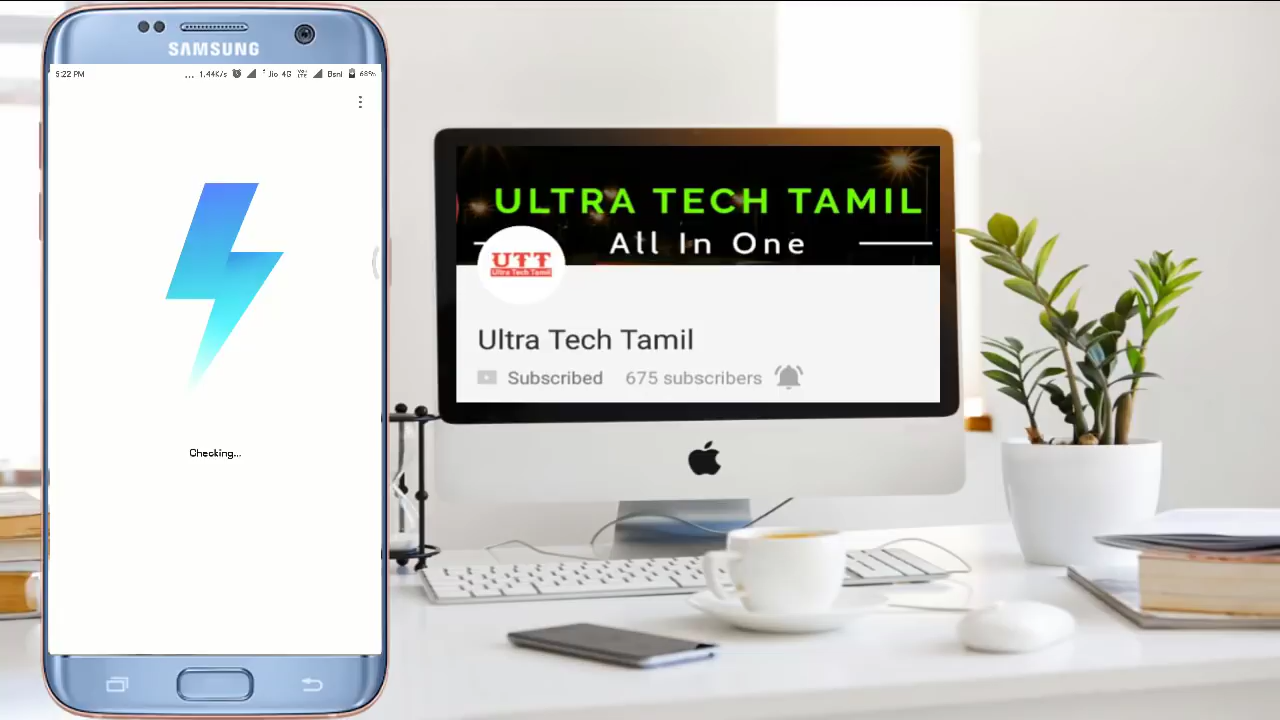 SAMSUNG
5:22 PM ... 1.44K/s Jio 4G Bsnl 68%
Checking...
ULTRA TECH TAMIL
All In One
UTT
Ultra Tech Tamil
Ultra Tech Tamil
Subscribed 675 subscribers